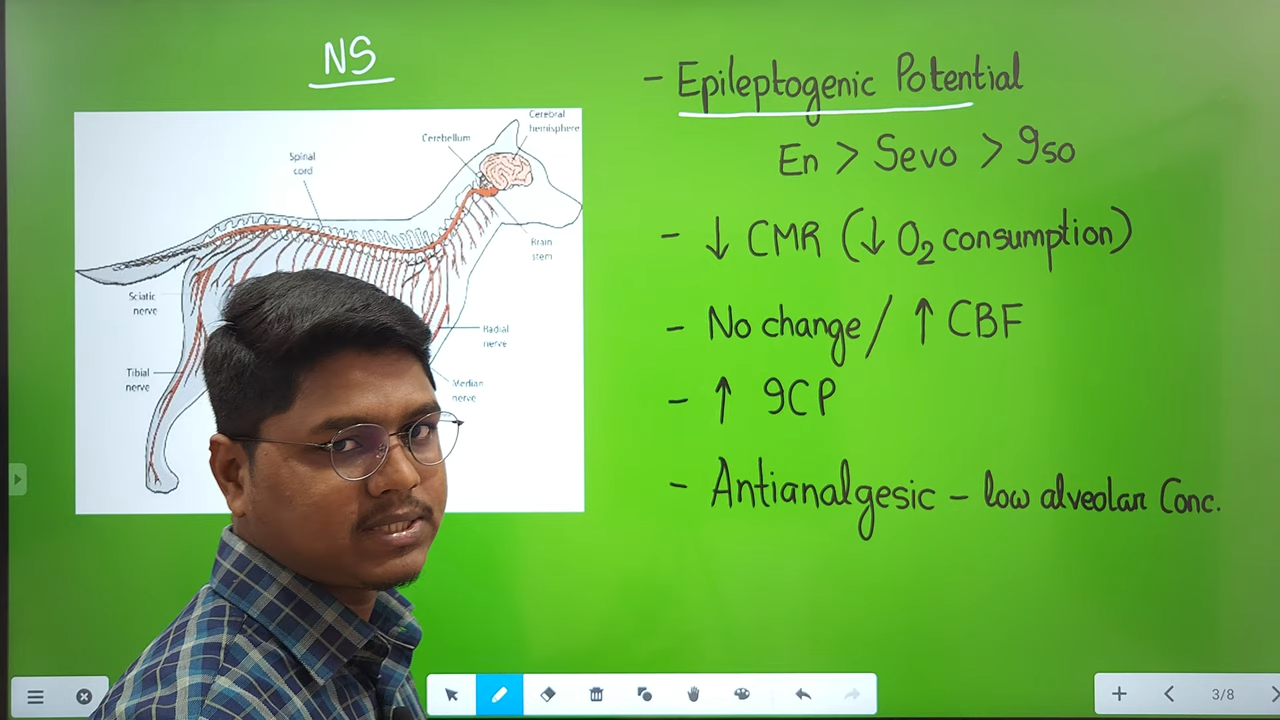 NS
Cerebral
hemisphere
Cerebellum
Spinal
cord
Brain
stem
Sciatic
nerve
Radial
nerve
Tibial
nerve
Median
nerve
- Epileptogenic Potential
En > Sevo > Iso
- ↓ CMR (↓ O₂ consumption)
- No change / ↑ CBF
- ↑ ICP
- Antianalgesic - low alveolar Conc.
3/8